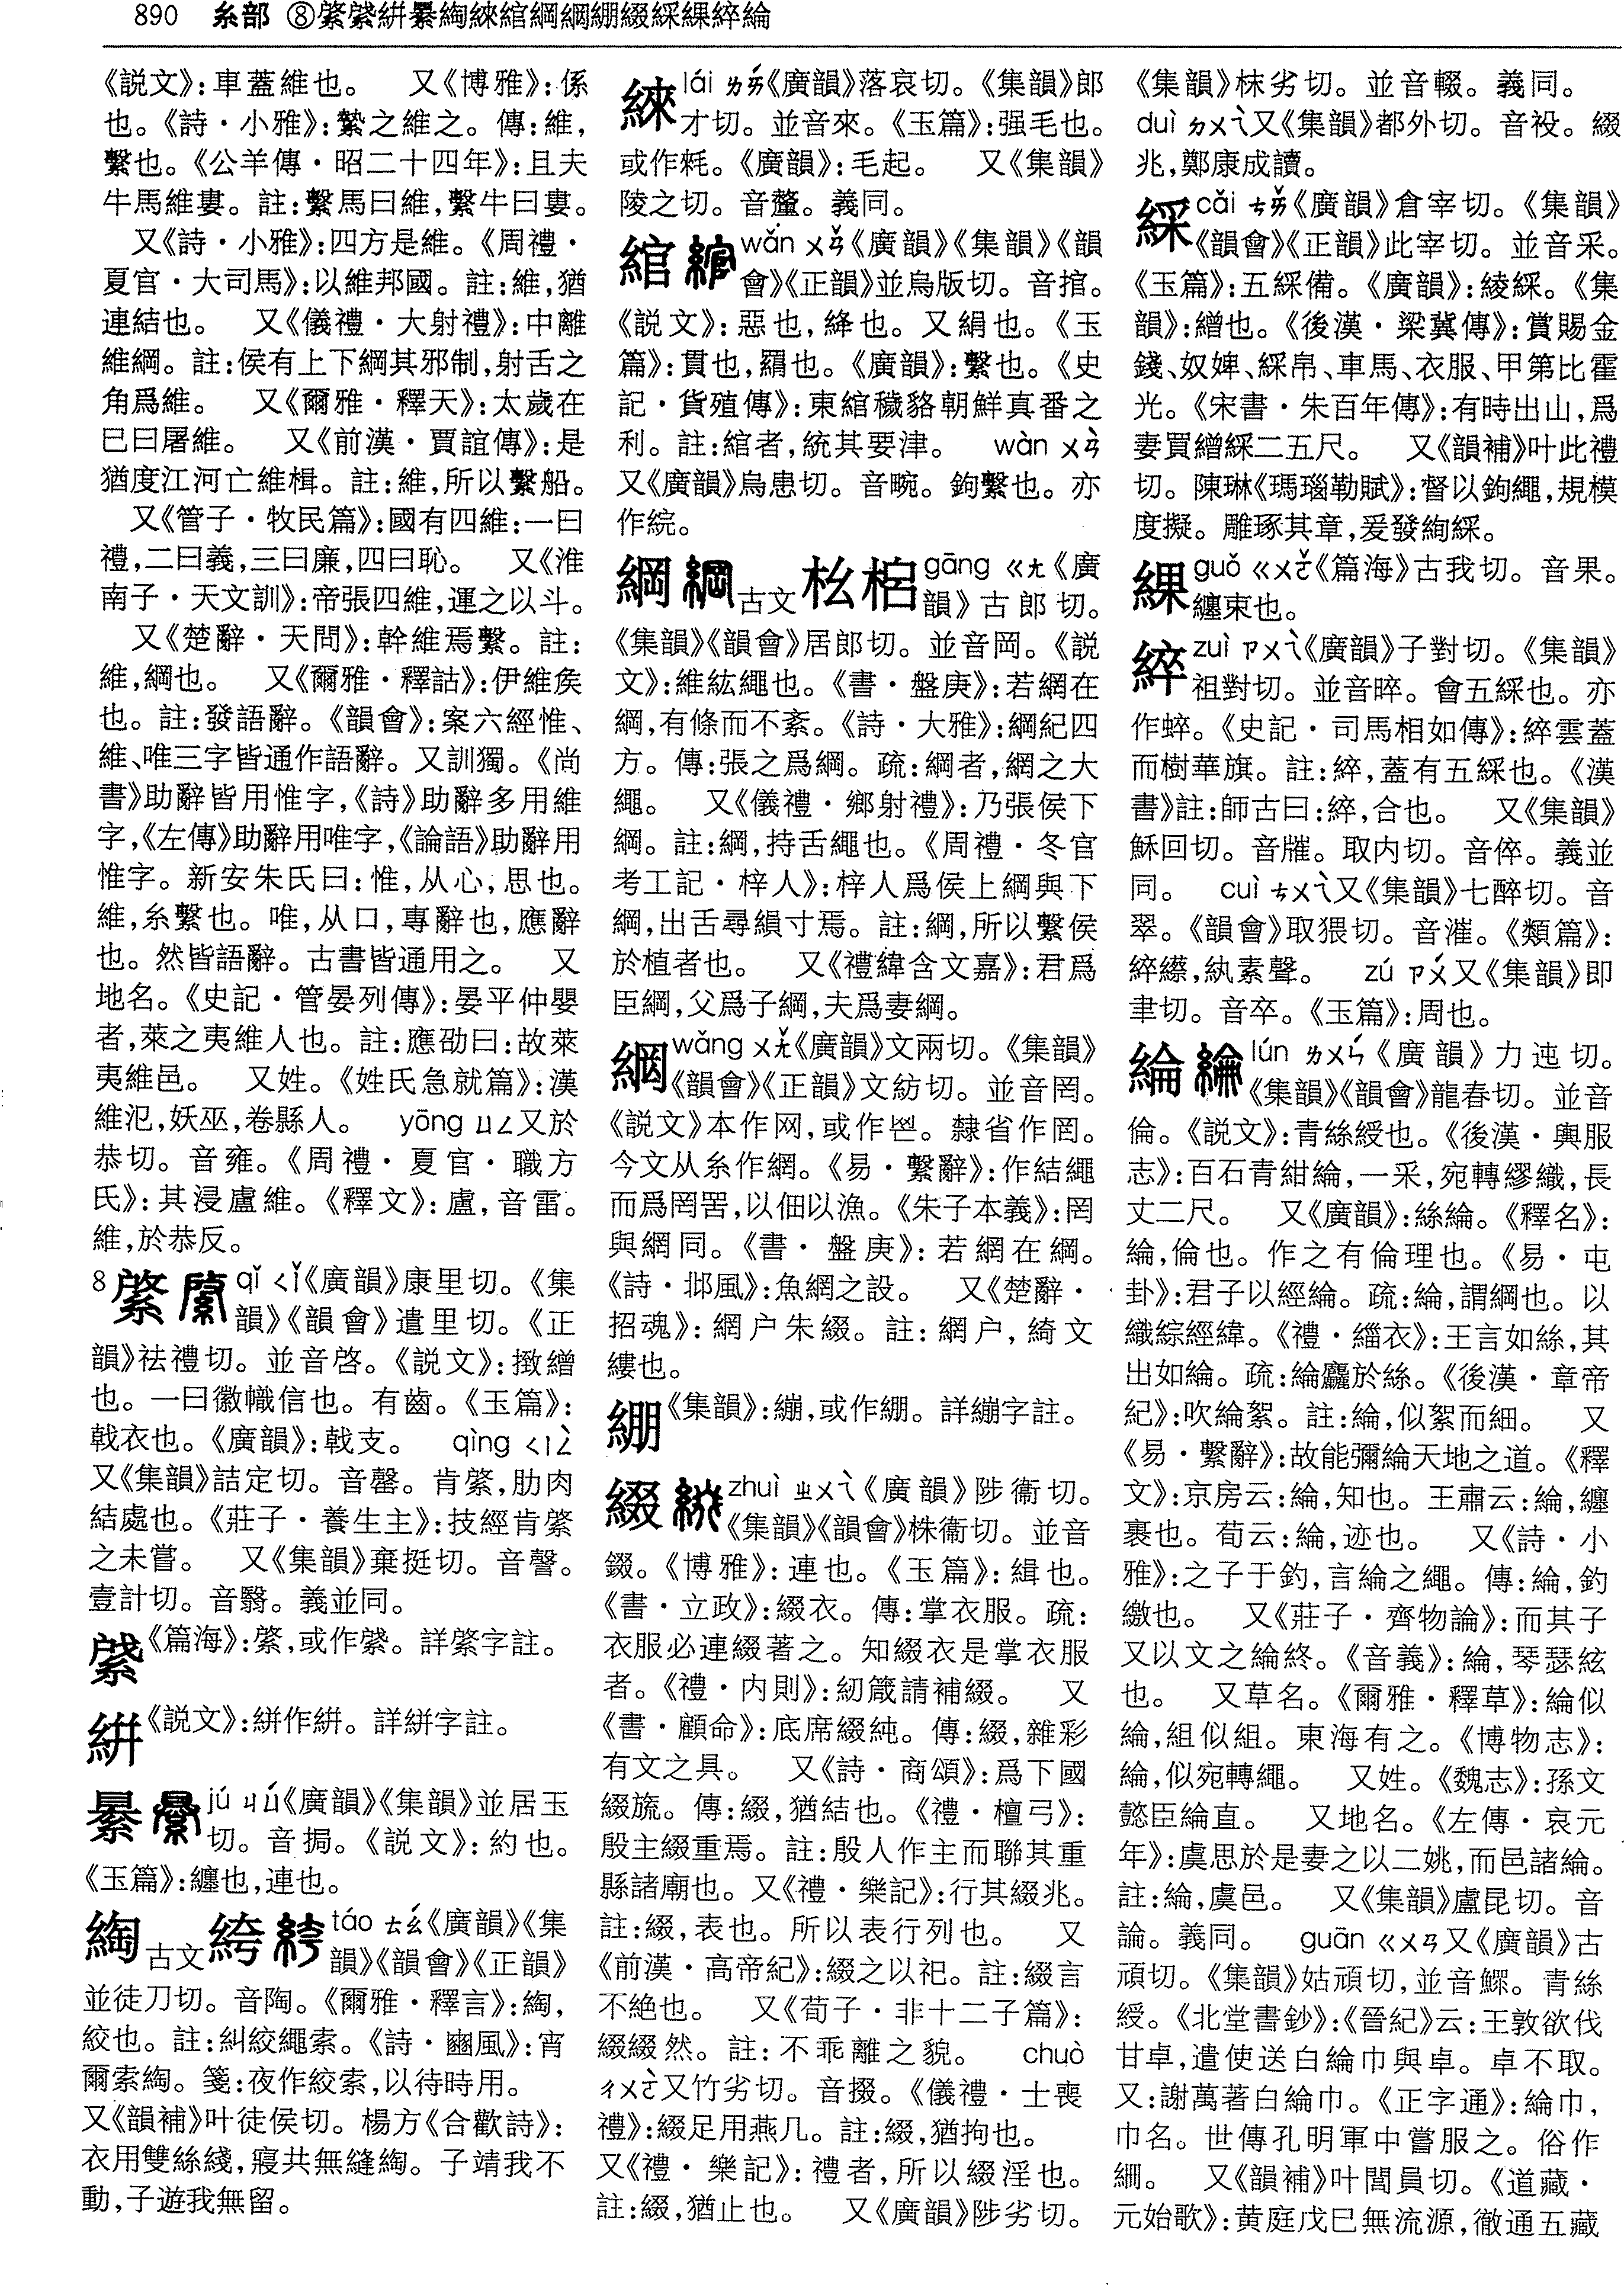 890 糸部 ⑧綮綮絣暴綯綀綰綱網綳綴綵綶綷綸
《説文》：車蓋維也。　又《博雅》：係
也。《詩・小雅》：縶之維之。傳：維，
繫也。《公羊傳・昭二十四年》：且夫
牛馬維婁。註：繫馬曰維，繫牛曰婁。
又《詩・小雅》：四方是維。《周禮・
夏官・大司馬》：以維邦國。註：維，猶
連結也。　又《儀禮・大射禮》：中離
維綱。註：侯有上下綱其邪制，射舌之
角爲維。　又《爾雅・釋天》：太歲在
巳曰屠維。　又《前漢・賈誼傳》：是
猶度江河亡維楫。註：維，所以繫船。
又《管子・牧民篇》：國有四維：一曰
禮，二曰義，三曰廉，四曰恥。　又《淮
南子・天文訓》：帝張四維，運之以斗。
又《楚辭・天問》：幹維焉繫。註：
維，綱也。　又《爾雅・釋詁》：伊維矦
也。註：發語辭。《韻會》：案六經惟、
維、唯三字皆通作語辭。又訓獨。《尚
書》助辭皆用惟字，《詩》助辭多用維
字，《左傳》助辭用唯字，《論語》助辭用
惟字。新安朱氏曰：惟，从心，思也。
維，糸繫也。唯，从口，專辭也，應辭
也。然皆語辭。古書皆通用之。　又
地名。《史記・管晏列傳》：晏平仲嬰
者，萊之夷維人也。註：應劭曰：故萊
夷維邑。　又姓。《姓氏急就篇》：漢
維汜，妖巫，卷縣人。　yōng ㄩㄥ又於
恭切。音雍。《周禮・夏官・職方
氏》：其浸盧維。《釋文》：盧，音雷。
維，於恭反。
8綮 qǐ ㄑㄧˇ《廣韻》康里切。《集
韻》《韻會》遣里切。《正
韻》袪禮切。並音啓。《説文》：撴繒
也。一曰徽幟信也。有齒。《玉篇》：
戟衣也。《廣韻》：戟支。　qìng ㄑㄧㄥˋ
又《集韻》詰定切。音罄。肯綮，肋肉
結處也。《莊子・養生主》：技經肯綮
之未嘗。　又《集韻》棄挺切。音謦。
壹計切。音翳。義並同。
《篇海》：綮，或作綮。詳綮字註。
絣《説文》：絣作絣。詳絣字註。
jú ㄐㄩˊ《廣韻》《集韻》並居玉
切。音挶。《説文》：約也。
《玉篇》：纏也，連也。
綯 古文 絝 táo ㄊㄠˊ《廣韻》《集
韻》《韻會》《正韻》
並徒刀切。音陶。《爾雅・釋言》：綯，
絞也。註：糾絞繩索。《詩・豳風》：宵
爾索綯。箋：夜作絞索，以待時用。
又《韻補》叶徒侯切。楊方《合歡詩》：
衣用雙絲綫，寢共無縫綯。子靖我不
動，子遊我無留。
lái ㄌㄞˊ《廣韻》落哀切。《集韻》郎
才切。並音來。《玉篇》：强毛也。
或作耗。《廣韻》：毛起。　又《集韻》
陵之切。音釐。義同。
綰 wǎn ㄨㄢˇ《廣韻》《集韻》《韻
會》《正韻》並烏版切。音捾。
《説文》：惡也，絳也。又絹也。《玉
篇》：貫也，羂也。《廣韻》：繫也。《史
記・貨殖傳》：東綰穢貉朝鮮真番之
利。註：綰者，統其要津。　wàn ㄨㄢˋ
又《廣韻》烏患切。音晼。鉤繫也。亦
作綄。
綱 古文 gāng ㄍㄤ《廣
韻》古郎切。
《集韻》《韻會》居郎切。並音岡。《説
文》：維紘繩也。《書・盤庚》：若網在
綱，有條而不紊。《詩・大雅》：綱紀四
方。傳：張之爲綱。疏：綱者，網之大
繩。　又《儀禮・鄉射禮》：乃張侯下
綱。註：綱，持舌繩也。《周禮・冬官
考工記・梓人》：梓人爲侯上綱與下
綱，出舌尋縜寸焉。註：綱，所以繫侯
於植者也。　又《禮緯含文嘉》：君爲
臣綱，父爲子綱，夫爲妻綱。
網 wǎng ㄨㄤˇ《廣韻》文兩切。《集韻》
《韻會》《正韻》文紡切。並音罔。
《説文》本作网，或作𦉸。隸省作罔。
今文从糸作網。《易・繫辭》：作結繩
而爲罔罟，以佃以漁。《朱子本義》：罔
與網同。《書・盤庚》：若網在綱。
《詩・邶風》：魚網之設。　又《楚辭・
招魂》：網户朱綴。註：網户，綺文
縷也。
綳《集韻》：繃，或作綳。詳繃字註。
綴 zhuì ㄓㄨㄟˋ《廣韻》陟衞切。
《集韻》《韻會》株衞切。並音
錣。《博雅》：連也。《玉篇》：緝也。
《書・立政》：綴衣。傳：掌衣服。疏：
衣服必連綴著之。知綴衣是掌衣服
者。《禮・内則》：紉箴請補綴。　又
《書・顧命》：底席綴純。傳：綴，雜彩
有文之具。　又《詩・商頌》：爲下國
綴旒。傳：綴，猶結也。《禮・檀弓》：
殷主綴重焉。註：殷人作主而聯其重
縣諸廟也。又《禮・樂記》：行其綴兆。
註：綴，表也。所以表行列也。　又
《前漢・高帝紀》：綴之以祀。註：綴言
不絶也。　又《荀子・非十二子篇》：
綴綴然。註：不乖離之貌。　chuò
ㄔㄨㄛˋ又竹劣切。音掇。《儀禮・士喪
禮》：綴足用燕几。註：綴，猶拘也。
又《禮・樂記》：禮者，所以綴淫也。
註：綴，猶止也。　又《廣韻》陟劣切。
《集韻》株劣切。並音輟。義同。
duì ㄉㄨㄟˋ又《集韻》都外切。音祋。綴
兆，鄭康成讀。
綵 cǎi ㄘㄞˇ《廣韻》倉宰切。《集韻》
《韻會》《正韻》此宰切。並音采。
《玉篇》：五綵備。《廣韻》：綾綵。《集
韻》：繒也。《後漢・梁冀傳》：賞賜金
錢、奴婢、綵帛、車馬、衣服、甲第比霍
光。《宋書・朱百年傳》：有時出山，爲
妻買繒綵二五尺。　又《韻補》叶此禮
切。陳琳《瑪瑙勒賦》：督以鉤繩，規模
度擬。雕琢其章，爰發絢綵。
綶 guǒ ㄍㄨㄛˇ《篇海》古我切。音果。
纏束也。
綷 zuì ㄗㄨㄟˋ《廣韻》子對切。《集韻》
祖對切。並音晬。會五綵也。亦
作䘹。《史記・司馬相如傳》：綷雲蓋
而樹華旗。註：綷，蓋有五綵也。《漢
書》註：師古曰：綷，合也。　又《集韻》
穌回切。音膗。取内切。音倅。義並
同。　cuì ㄘㄨㄟˋ又《集韻》七醉切。音
翠。《韻會》取猥切。音漼。《類篇》：
綷縩，紈素聲。　zú ㄗㄨˊ又《集韻》即
聿切。音卒。《玉篇》：周也。
綸 lún ㄌㄨㄣˊ《廣韻》力迍切。
《集韻》《韻會》龍春切。並音
倫。《説文》：青絲綬也。《後漢・輿服
志》：百石青紺綸，一采，宛轉繆織，長
丈二尺。　又《廣韻》：絲綸。《釋名》：
綸，倫也。作之有倫理也。《易・屯
卦》：君子以經綸。疏：綸，謂綱也。以
織綜經緯。《禮・緇衣》：王言如絲，其
出如綸。疏：綸麤於絲。《後漢・章帝
紀》：吹綸絮。註：綸，似絮而細。　又
《易・繫辭》：故能彌綸天地之道。《釋
文》：京房云：綸，知也。王肅云：綸，纏
裹也。荀云：綸，迹也。　又《詩・小
雅》：之子于釣，言綸之繩。傳：綸，釣
繳也。　又《莊子・齊物論》：而其子
又以文之綸終。《音義》：綸，琴瑟絃
也。　又草名。《爾雅・釋草》：綸似
綸，組似組。東海有之。《博物志》：
綸，似宛轉繩。　又姓。《魏志》：孫文
懿臣綸直。　又地名。《左傳・哀元
年》：虞思於是妻之以二姚，而邑諸綸。
註：綸，虞邑。　又《集韻》盧昆切。音
論。義同。　guān ㄍㄨㄢ又《廣韻》古
頑切。《集韻》姑頑切，並音鰥。青絲
綬。《北堂書鈔》：《晉紀》云：王敦欲伐
甘卓，遣使送白綸巾與卓。卓不取。
又：謝萬著白綸巾。《正字通》：綸巾，
巾名。世傳孔明軍中嘗服之。俗作
𦁐。　又《韻補》叶閭員切。《道藏・
元始歌》：黄庭戊巳無流源，徹通五藏